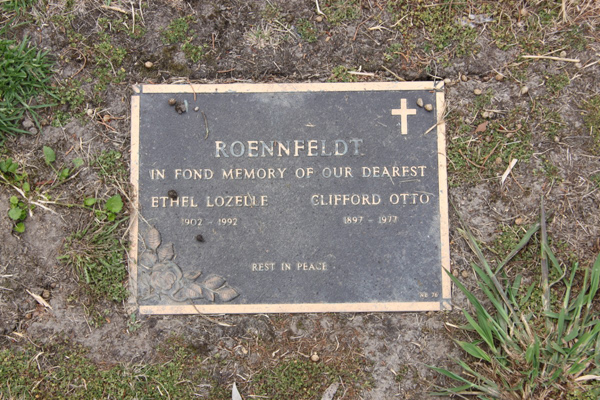 ROENNFELDT
IN FOND MEMORY OF OUR DEAREST
ETHEL LOZELLE CLIFFORD OTTO
1902 - 1992 1897 - 1977
REST IN PEACE